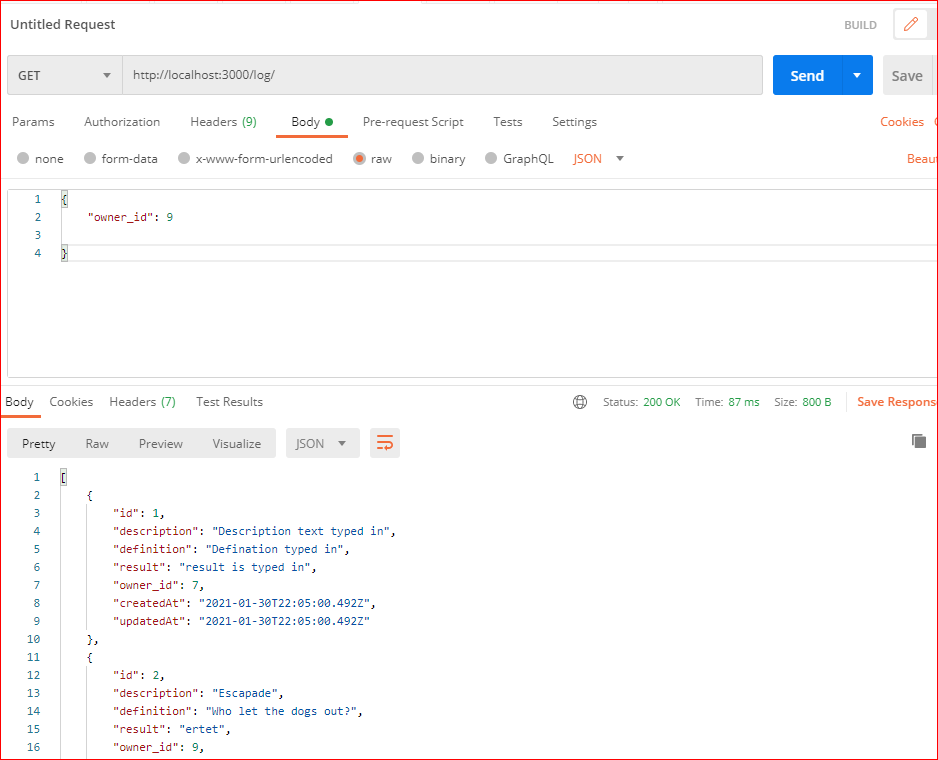 Untitled Request BUILD
GET http://localhost:3000/log/ Send Save
Params Authorization Headers (9) Body Pre-request Script Tests Settings Cookies
none form-data x-www-form-urlencoded raw binary GraphQL JSON Beau
1 {
2 "owner_id": 9
3
4 }
Body Cookies Headers (7) Test Results Status: 200 OK Time: 87 ms Size: 800 B Save Respons
Pretty Raw Preview Visualize JSON
1 [
2 {
3 "id": 1,
4 "description": "Description text typed in",
5 "definition": "Defination typed in",
6 "result": "result is typed in",
7 "owner_id": 7,
8 "createdAt": "2021-01-30T22:05:00.492Z",
9 "updatedAt": "2021-01-30T22:05:00.492Z"
10 },
11 {
12 "id": 2,
13 "description": "Escapade",
14 "definition": "Who let the dogs out?",
15 "result": "ertet",
16 "owner_id": 9,